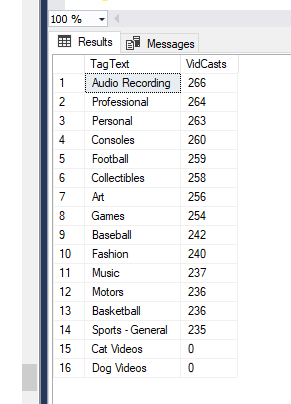 100 %
Results Messages
TagText VidCasts
1 Audio Recording 266
2 Professional 264
3 Personal 263
4 Consoles 260
5 Football 259
6 Collectibles 258
7 Art 256
8 Games 254
9 Baseball 242
10 Fashion 240
11 Music 237
12 Motors 236
13 Basketball 236
14 Sports - General 235
15 Cat Videos 0
16 Dog Videos 0